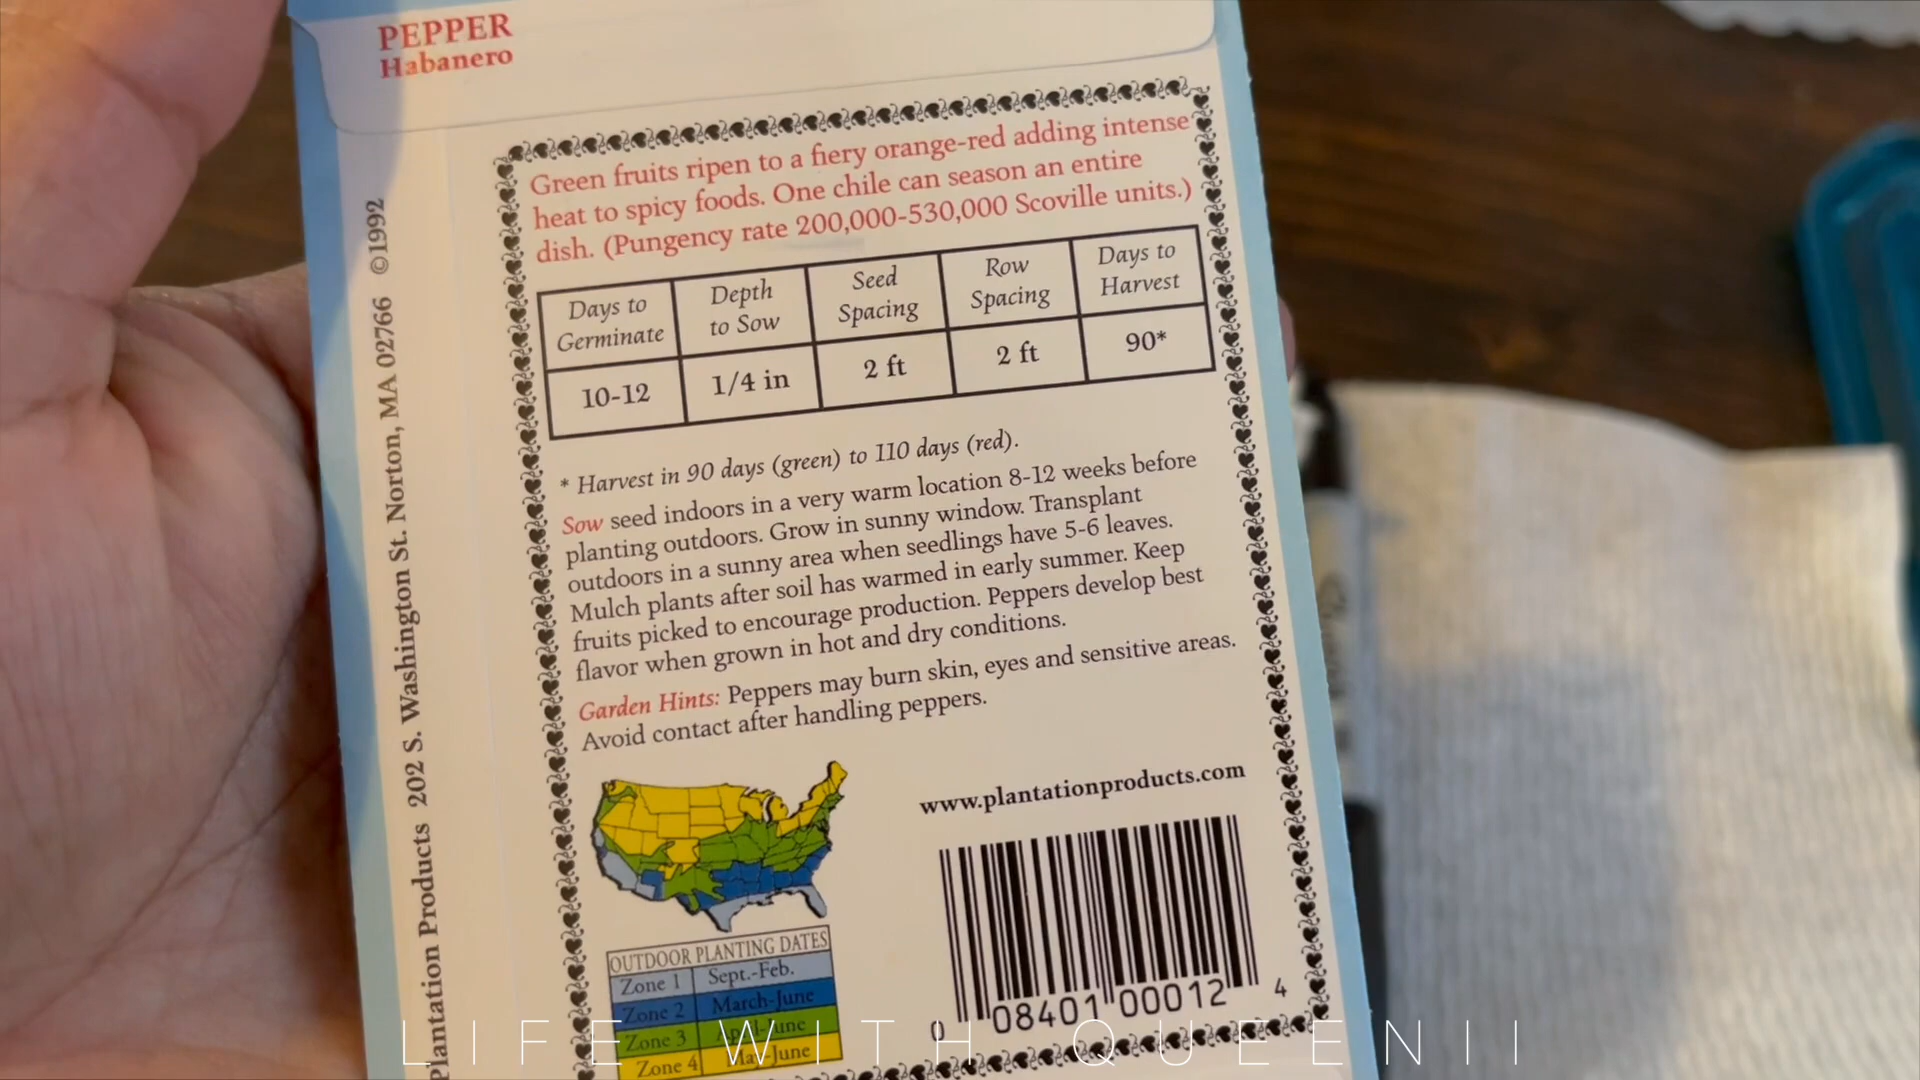 PEPPER
Habanero
Green fruits ripen to a fiery orange-red adding intense
heat to spicy foods. One chile can season an entire
dish. (Pungency rate 200,000-530,000 Scoville units.)
Days to Germinate
Depth to Sow
Seed Spacing
Row Spacing
Days to Harvest
10-12
1/4 in
2 ft
2 ft
90*
* Harvest in 90 days (green) to 110 days (red).
Sow seed indoors in a very warm location 8-12 weeks before
planting outdoors. Grow in sunny window. Transplant
outdoors in a sunny area when seedlings have 5-6 leaves.
Mulch plants after soil has warmed in early summer. Keep
fruits picked to encourage production. Peppers develop best
flavor when grown in hot and dry conditions.
Garden Hints: Peppers may burn skin, eyes and sensitive areas.
Avoid contact after handling peppers.
www.plantationproducts.com
OUTDOOR PLANTING DATES
Zone 1 Sept.-Feb.
Zone 2 March-June
Zone 3 April-June
Zone 4 May-June
0 08401 00012 4
Plantation Products 202 S. Washington St. Norton, MA 02766 ©1992
LIFE WITH QUEENII